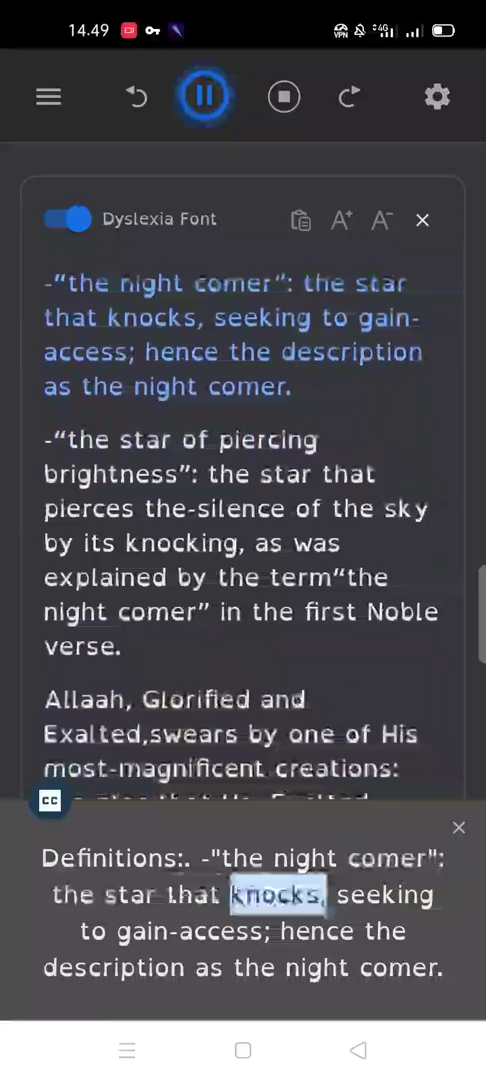 14.49
VPN
4G
Dyslexia Font
A+
A-
-“the night comer”: the star
that knocks, seeking to gain-
access; hence the description
as the night comer.
-“the star of piercing
brightness”: the star that
pierces the-silence of the sky
by its knocking, as was
explained by the term“the
night comer” in the first Noble
verse.
Allaah, Glorified and
Exalted,swears by one of His
most-magnificent creations:
CC
Definitions:. -"the night comer":
the star that knocks, seeking
to gain-access; hence the
description as the night comer.